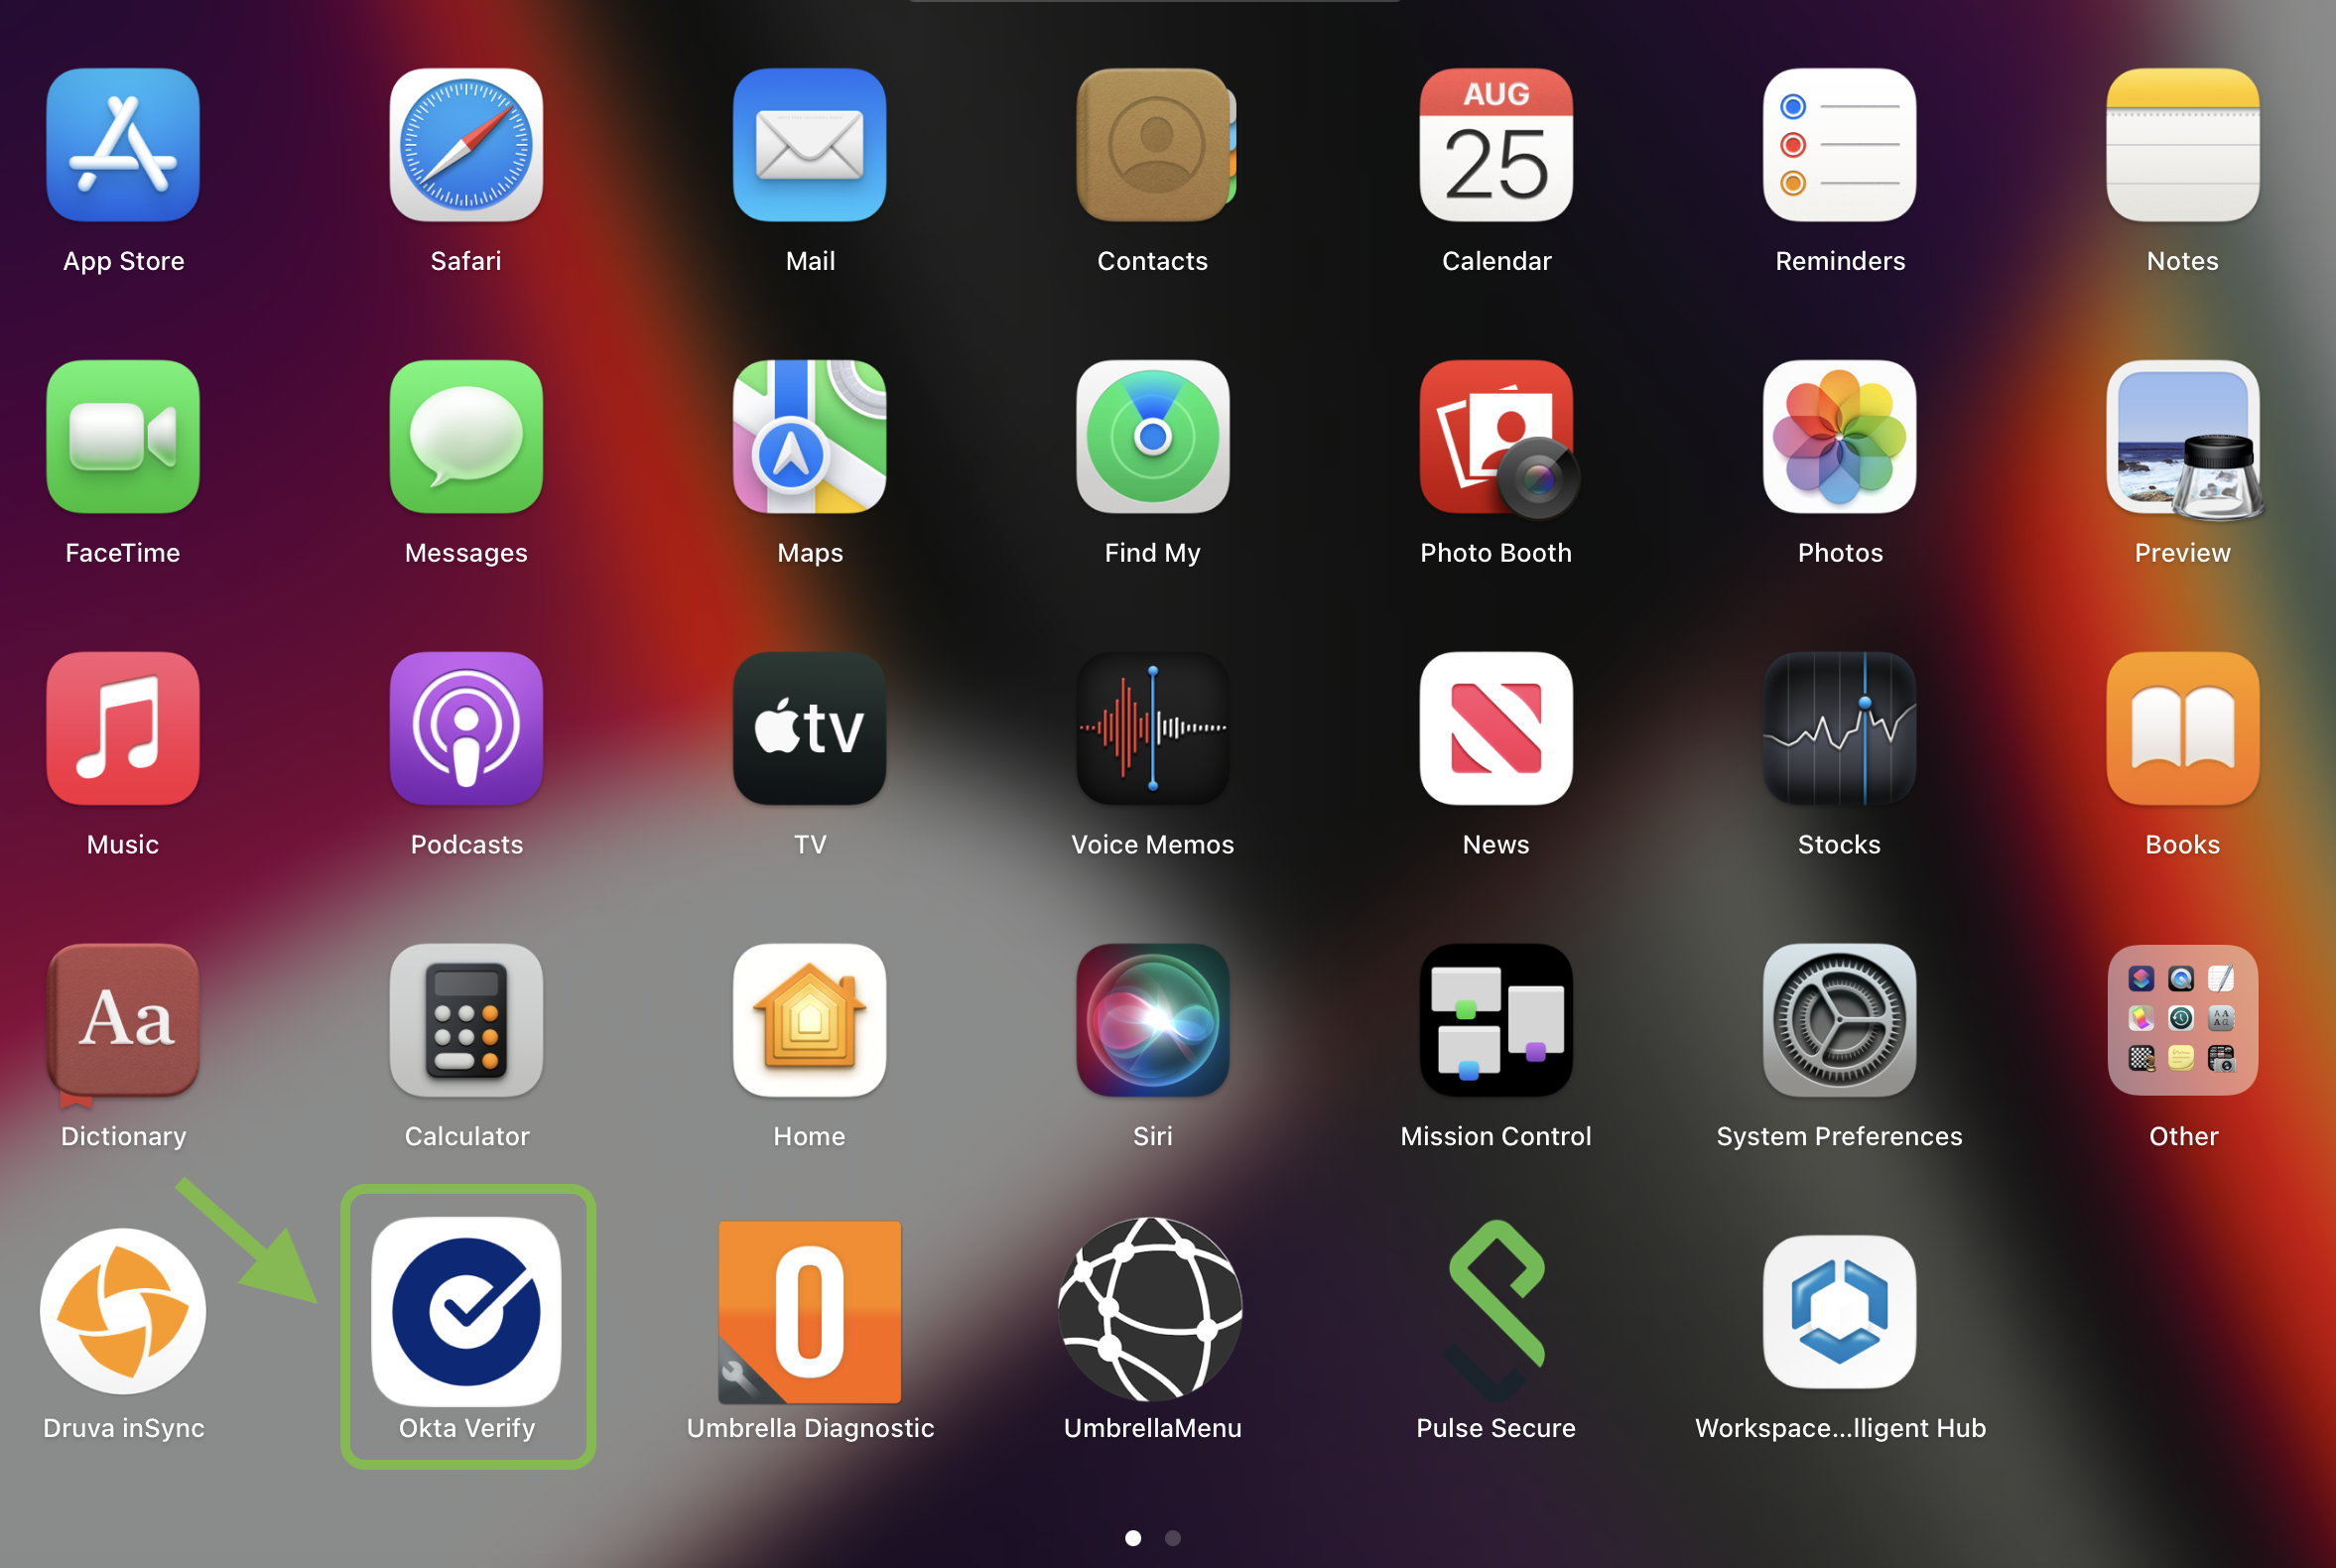 AUG
25
App Store
Safari
Mail
Contacts
Calendar
Reminders
Notes
FaceTime
Messages
Maps
Find My
Photo Booth
Photos
Preview
tv
Music
Podcasts
TV
Voice Memos
News
Stocks
Books
Aa
Dictionary
Calculator
Home
Siri
Mission Control
System Preferences
Other
Druva inSync
Okta Verify
Umbrella Diagnostic
UmbrellaMenu
Pulse Secure
Workspace...lligent Hub